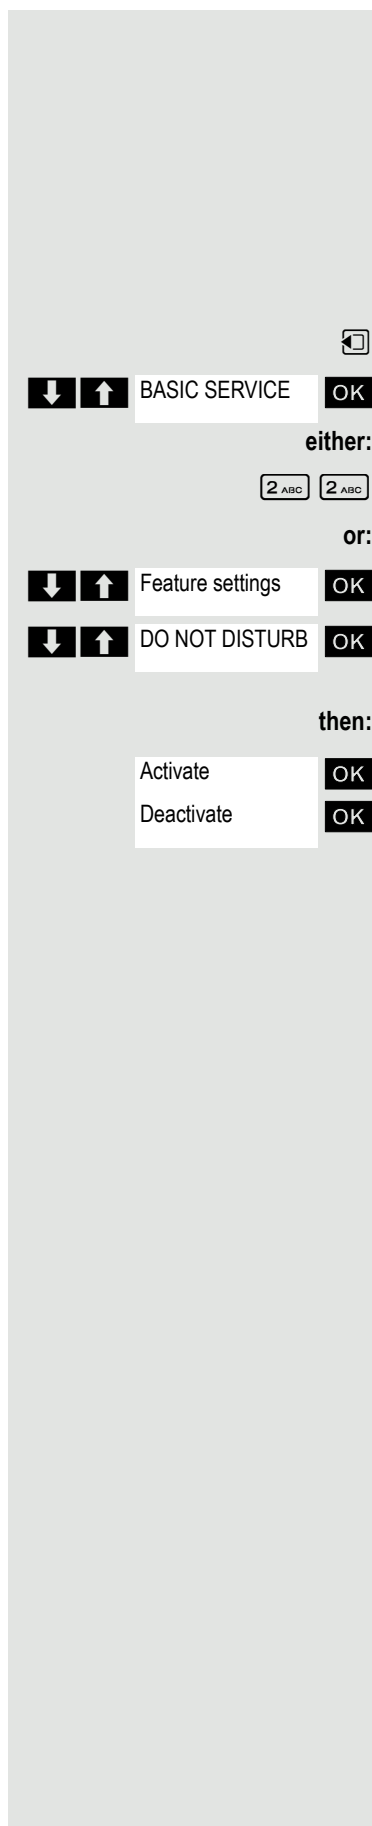 BASIC SERVICE OK
either:
2 ABC 2 ABC
or:
Feature settings OK
DO NOT DISTURB OK
then:
Activate OK
Deactivate OK